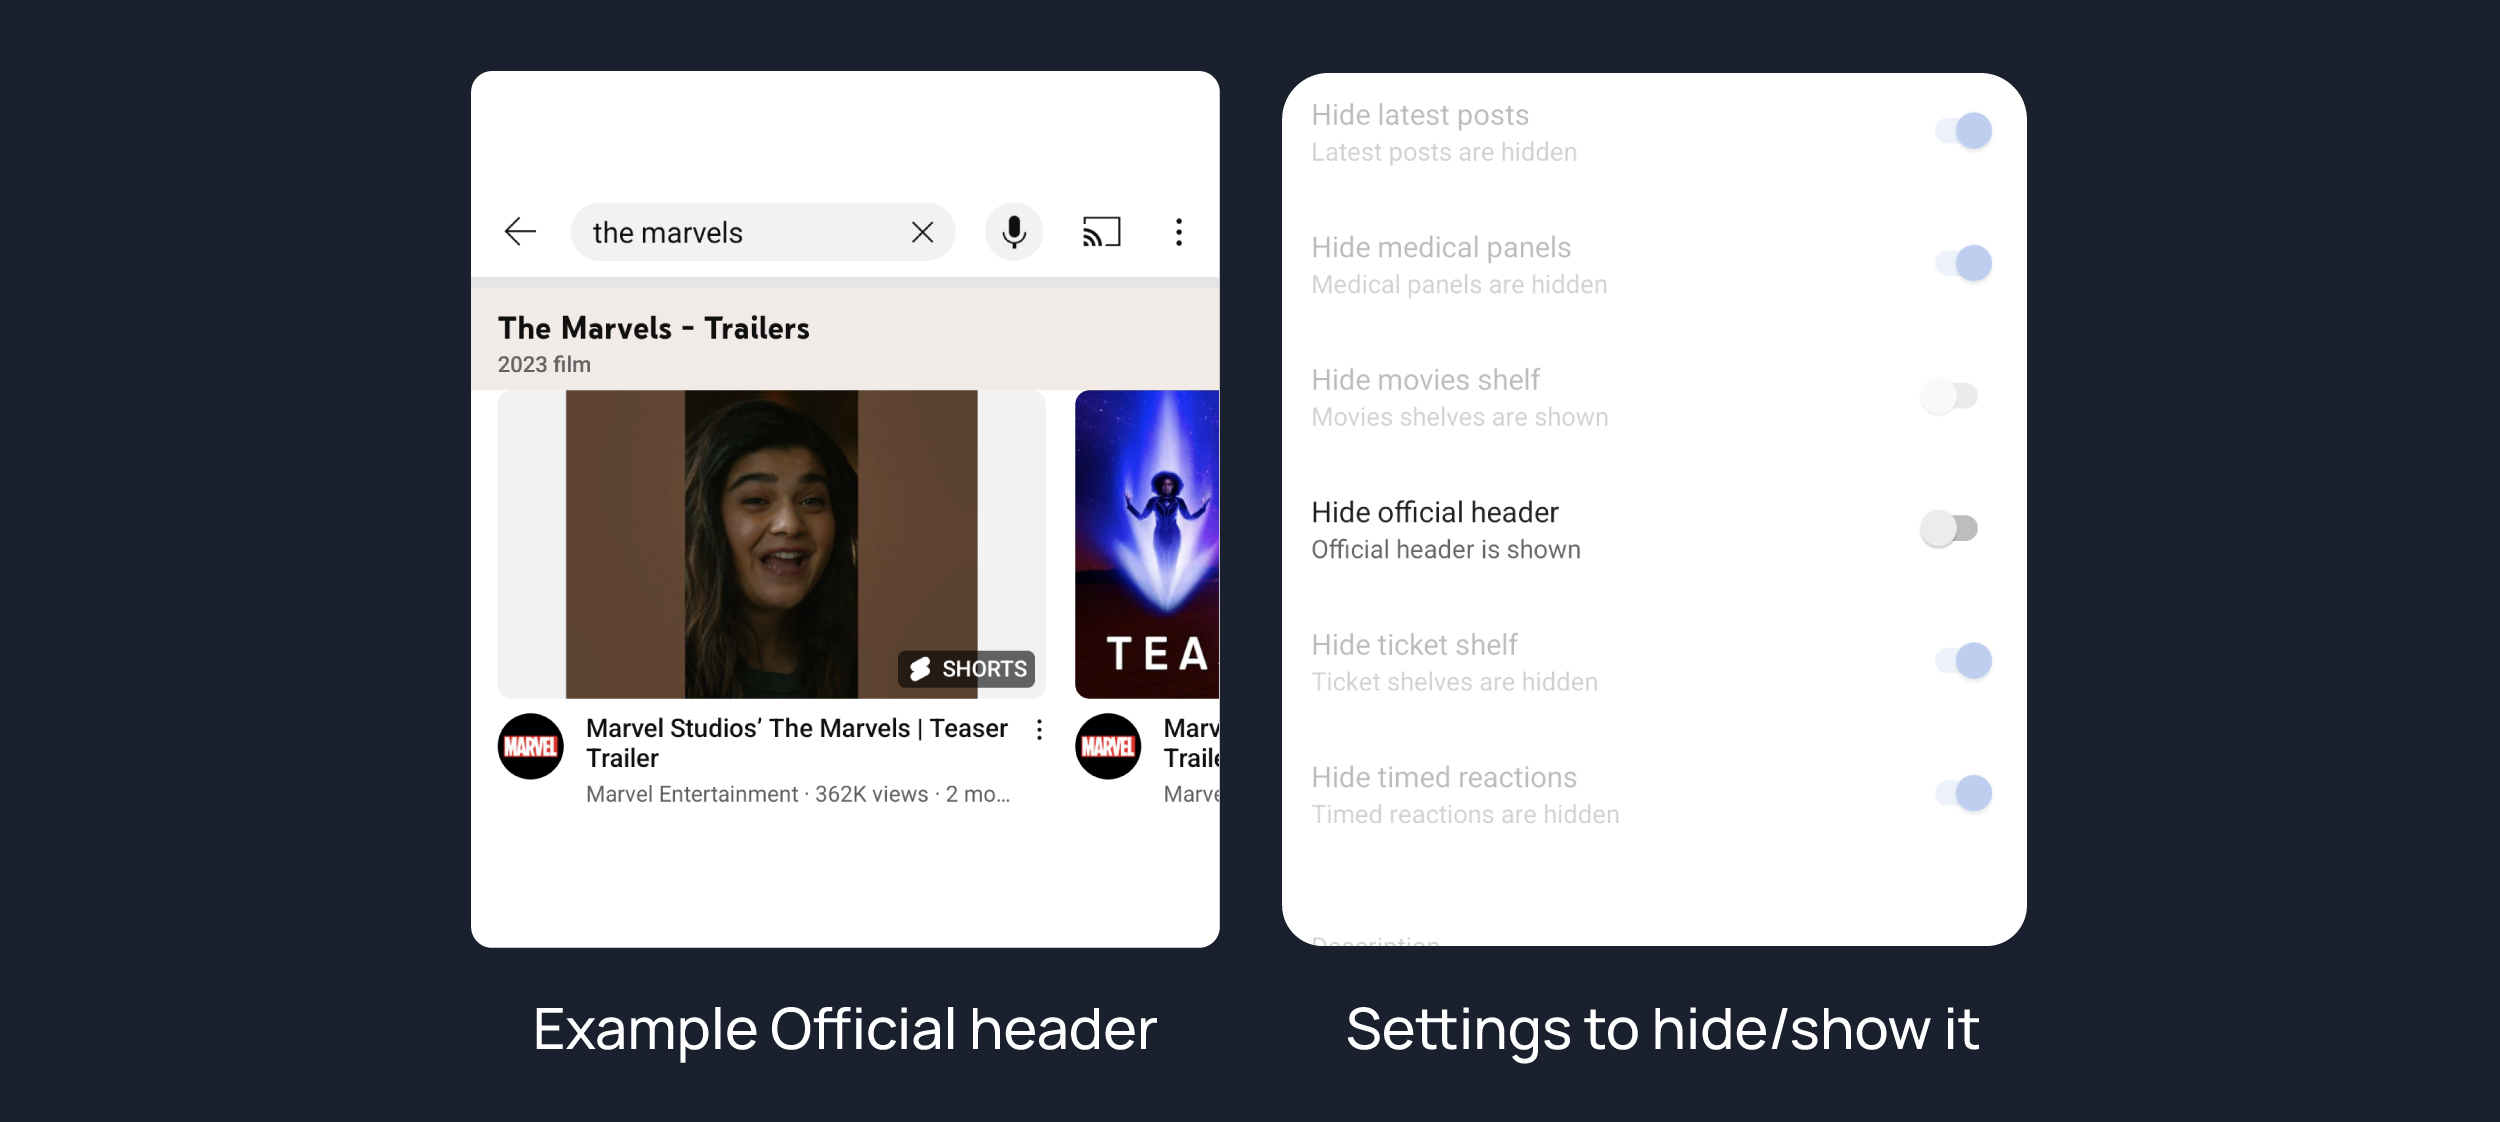 the marvels
The Marvels - Trailers
2023 film
SHORTS
TEA
MARVEL
Marvel Studios’ The Marvels | Teaser
Trailer
Marvel Entertainment · 362K views · 2 mo...
MARVEL
Marv
Traile
Marve
Example Official header
Hide latest posts
Latest posts are hidden
Hide medical panels
Medical panels are hidden
Hide movies shelf
Movies shelves are shown
Hide official header
Official header is shown
Hide ticket shelf
Ticket shelves are hidden
Hide timed reactions
Timed reactions are hidden
Description
Settings to hide/show it